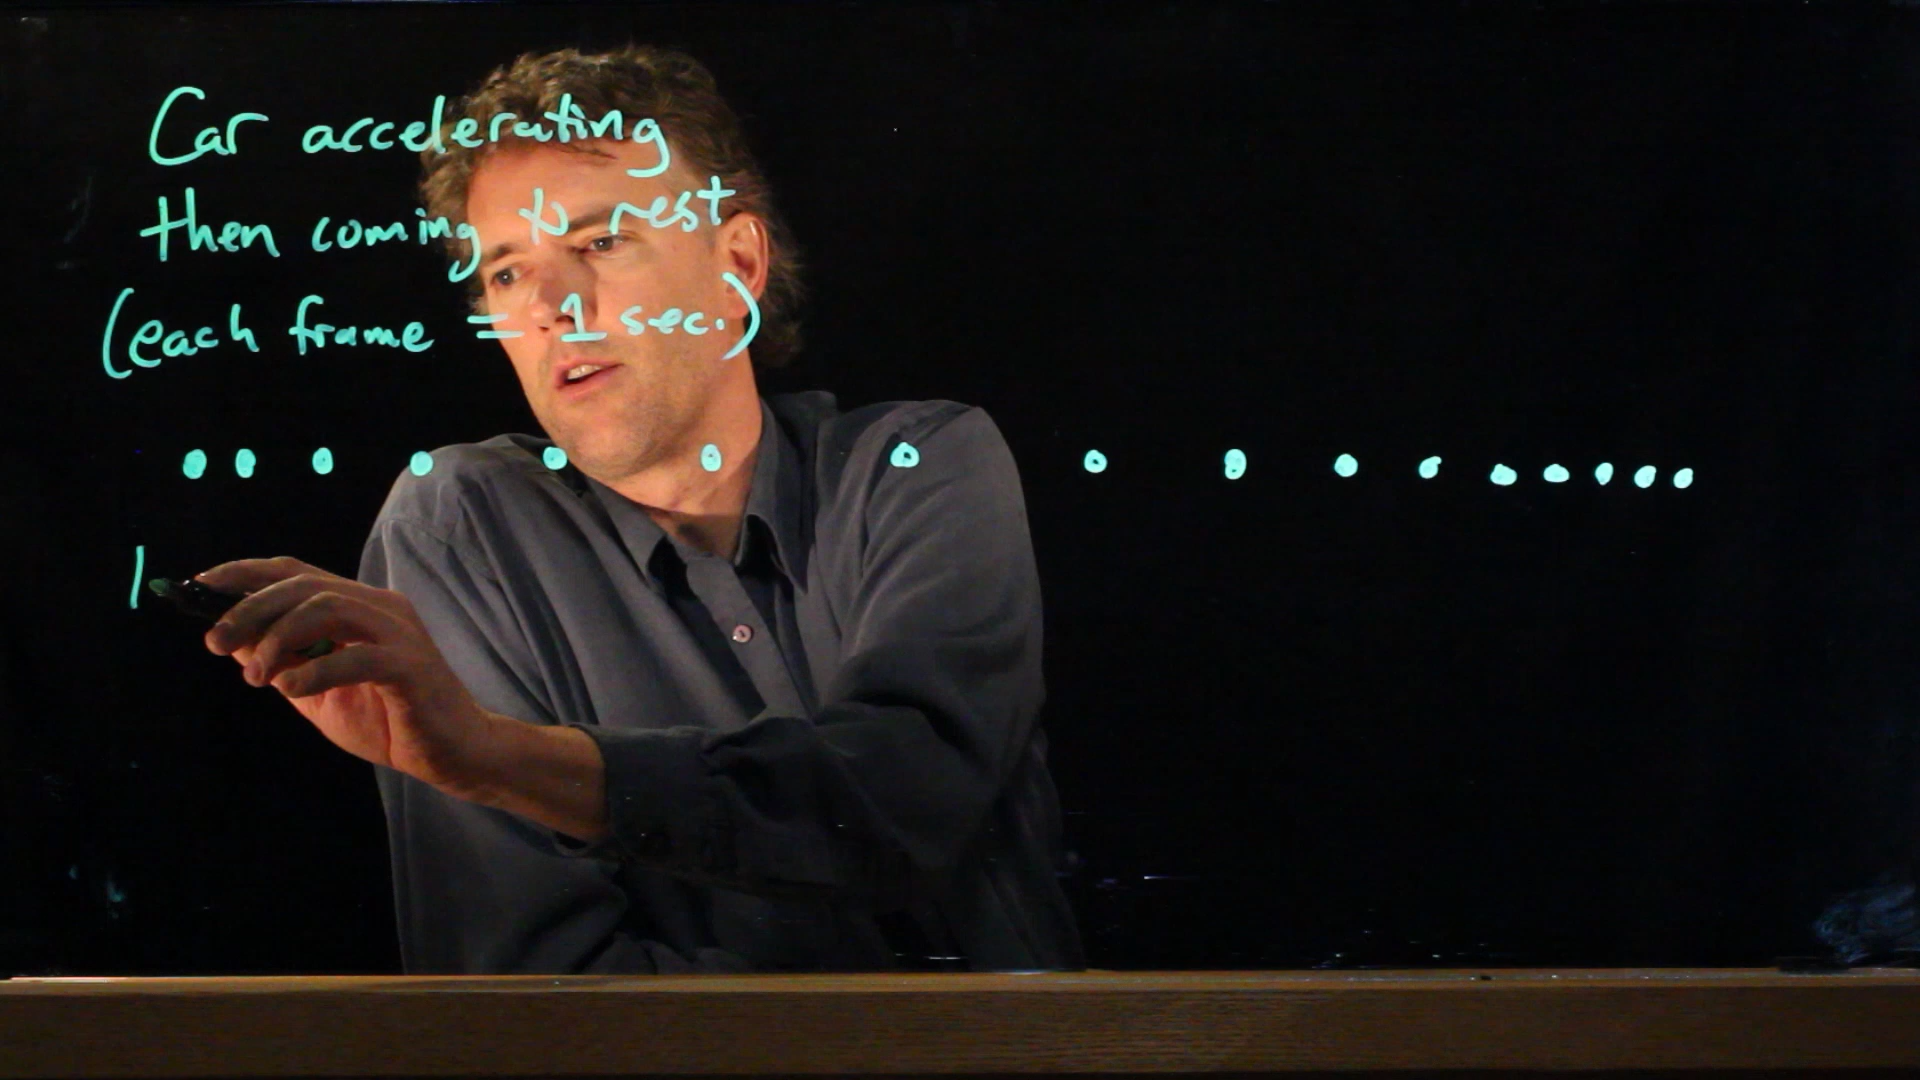 Car accelerating
then coming to rest
(each frame = 1 sec.)